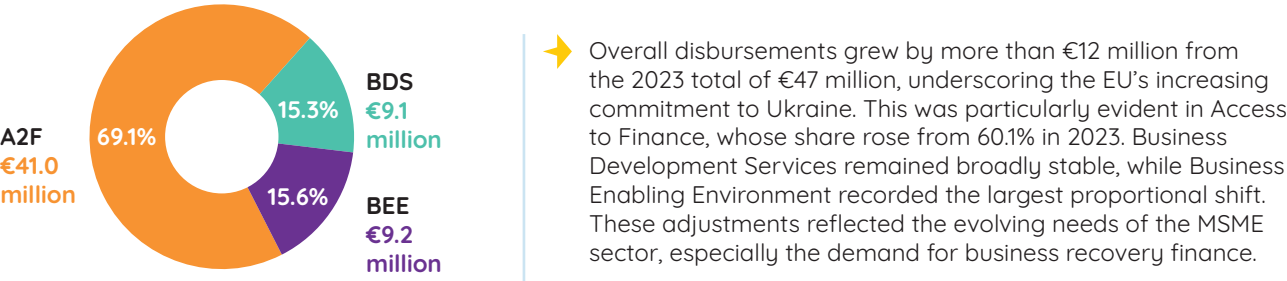 A2F
€41.0
million
69.1%
15.3%
15.6%
BDS
€9.1
million
BEE
€9.2
million
Overall disbursements grew by more than €12 million from
the 2023 total of €47 million, underscoring the EU’s increasing
commitment to Ukraine. This was particularly evident in Access
to Finance, whose share rose from 60.1% in 2023. Business
Development Services remained broadly stable, while Business
Enabling Environment recorded the largest proportional shift.
These adjustments reflected the evolving needs of the MSME
sector, especially the demand for business recovery finance.